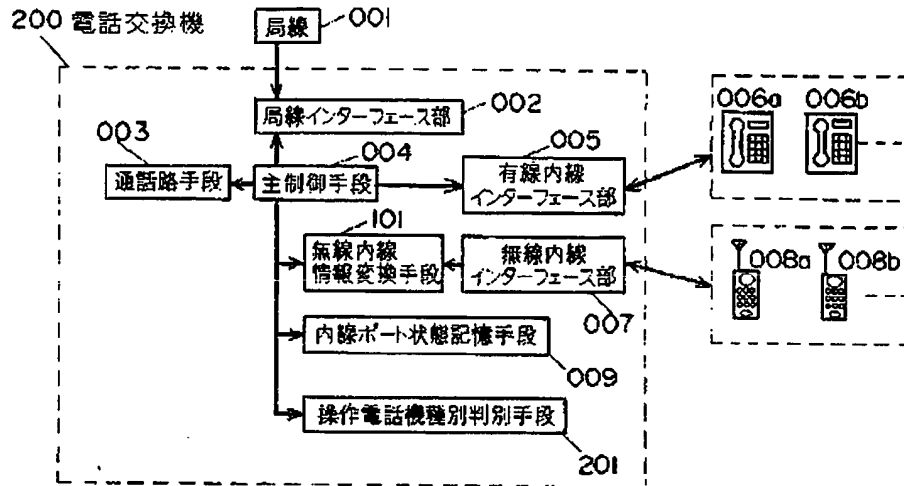 200 電話交換機
局線
001
局線インターフェース部
002
003
通話路手段
004
主制御手段
005
有線内線
インターフェース部
006a
006b
101
無線内線
情報変換手段
無線内線
インターフェース部
007
008a
008b
内線ポート状態記憶手段
009
操作電話機種別判別手段
201